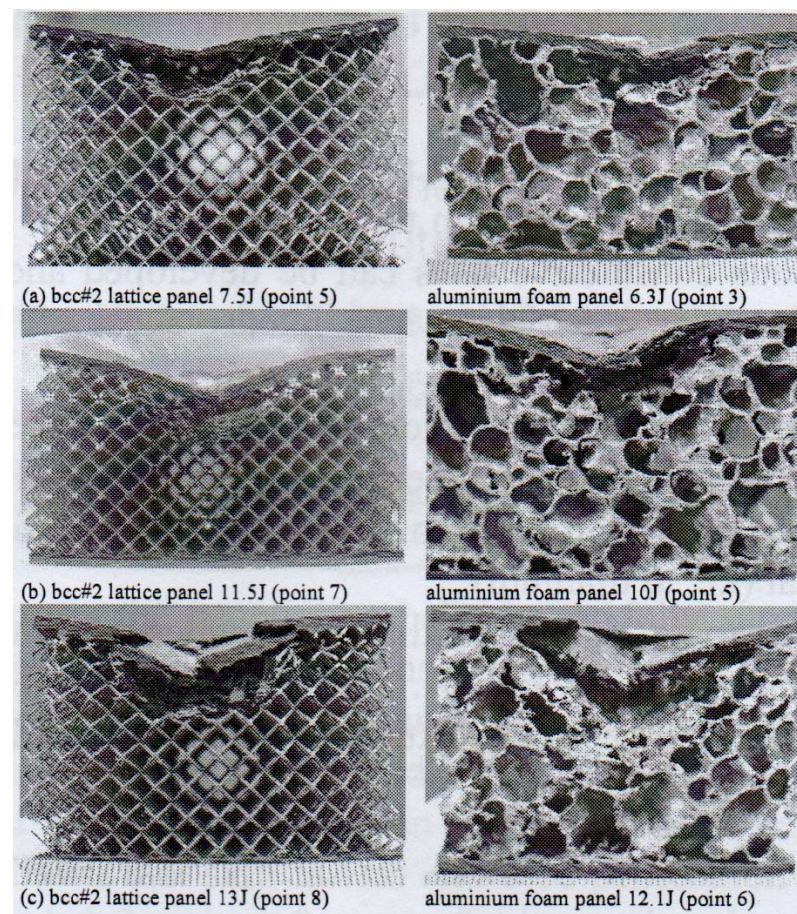 (a) bcc#2 lattice panel 7.5J (point 5)
aluminium foam panel 6.3J (point 3)
(b) bcc#2 lattice panel 11.5J (point 7)
aluminium foam panel 10J (point 5)
(c) bcc#2 lattice panel 13J (point 8)
aluminium foam panel 12.1J (point 6)